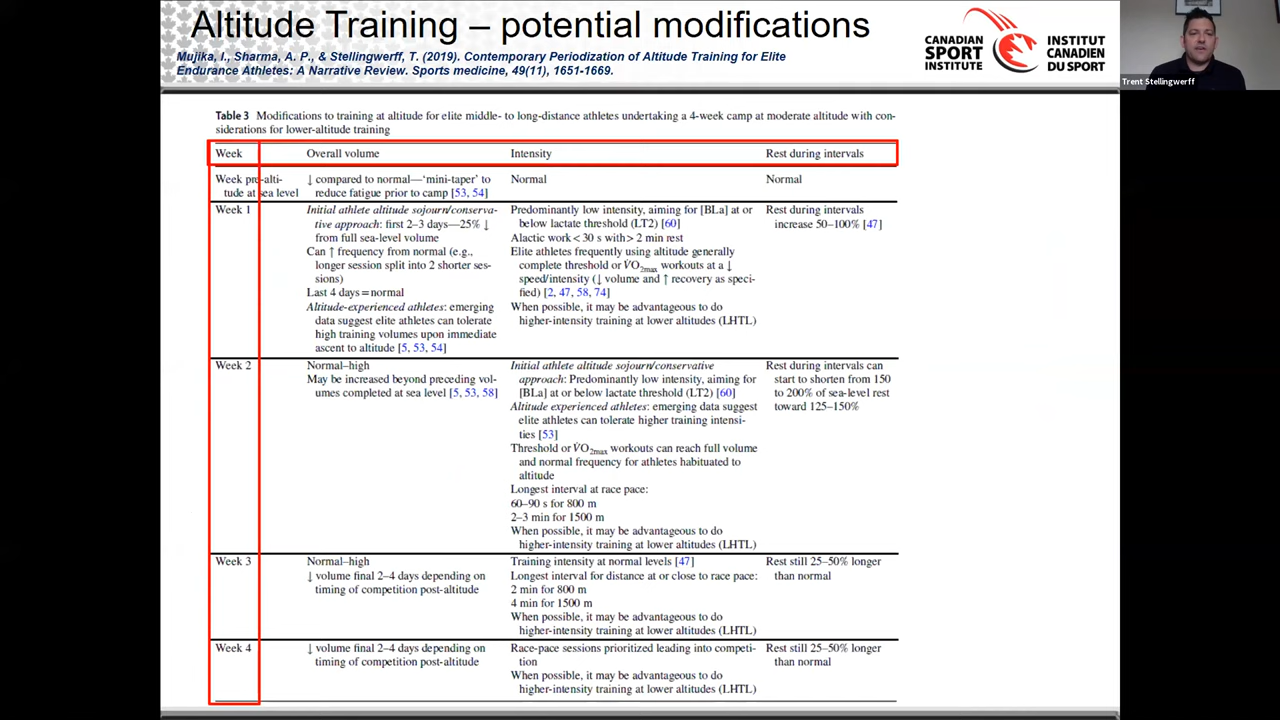 Altitude Training – potential modifications
Mujika, I., Sharma, A. P., & Stellingwerff, T. (2019). Contemporary Periodization of Altitude Training for Elite
Endurance Athletes: A Narrative Review. Sports medicine, 49(11), 1651-1669.
CANADIAN
SPORT
INSTITUTE
INSTITUT
CANADIEN
DU SPORT
Trent Stellingwerff
Table 3 Modifications to training at altitude for elite middle- to long-distance athletes undertaking a 4-week camp at moderate altitude with con-
siderations for lower-altitude training
Week Overall volume Intensity Rest during intervals
Week pre-alti-
tude at sea level
↓ compared to normal—‘mini-taper’ to
reduce fatigue prior to camp [53, 54]
Normal
Normal
Week 1
Initial athlete altitude sojourn/conserva-
tive approach: first 2–3 days—25% ↓
from full sea-level volume
Can ↑ frequency from normal (e.g.,
longer session split into 2 shorter ses-
sions)
Last 4 days = normal
Altitude-experienced athletes: emerging
data suggest elite athletes can tolerate
high training volumes upon immediate
ascent to altitude [5, 53, 54]
Predominantly low intensity, aiming for [BLa] at or
below lactate threshold (LT2) [60]
Alactic work < 30 s with > 2 min rest
Elite athletes frequently using altitude generally
complete threshold or V̇O2max workouts at a ↓
speed/intensity (↓ volume and ↑ recovery as speci-
fied) [2, 47, 58, 74]
When possible, it may be advantageous to do
higher-intensity training at lower altitudes (LHTL)
Rest during intervals
increase 50–100% [47]
Week 2
Normal–high
May be increased beyond preceding vol-
umes completed at sea level [5, 53, 58]
Initial athlete altitude sojourn/conservative
approach: Predominantly low intensity, aiming for
[BLa] at or below lactate threshold (LT2) [60]
Altitude experienced athletes: emerging data suggest
elite athletes can tolerate higher training intensi-
ties [53]
Threshold or V̇O2max workouts can reach full volume
and normal frequency for athletes habituated to
altitude
Longest interval at race pace:
60–90 s for 800 m
2–3 min for 1500 m
When possible, it may be advantageous to do
higher-intensity training at lower altitudes (LHTL)
Rest during intervals can
start to shorten from 150
to 200% of sea-level rest
toward 125–150%
Week 3
Normal–high
↓ volume final 2–4 days depending on
timing of competition post-altitude
Training intensity at normal levels [47]
Longest interval for distance at or close to race pace:
2 min for 800 m
4 min for 1500 m
When possible, it may be advantageous to do
higher-intensity training at lower altitudes (LHTL)
Rest still 25–50% longer
than normal
Week 4
↓ volume final 2–4 days depending on
timing of competition post-altitude
Race-pace sessions prioritized leading into competi-
tion
When possible, it may be advantageous to do
higher-intensity training at lower altitudes (LHTL)
Rest still 25–50% longer
than normal